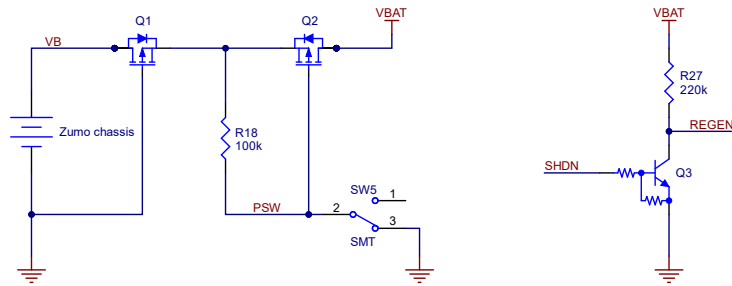 Q1
Q2
VBAT
VBAT
VB
R27
220k
Zumo chassis
R18
100k
REGEN
SHDN
Q3
SW5
1
PSW
2
3
SMT